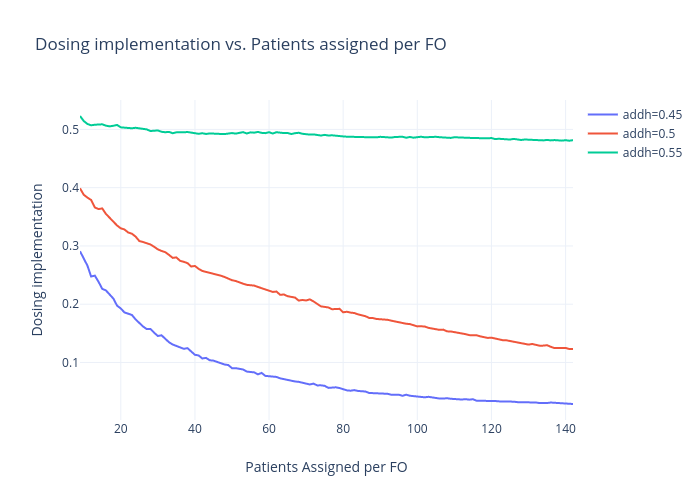 Dosing implementation vs. Patients assigned per FO
addh=0.45
addh=0.5
addh=0.55
Dosing implementation
0.5
0.4
0.3
0.2
0.1
20 40 60 80 100 120 140
Patients Assigned per FO